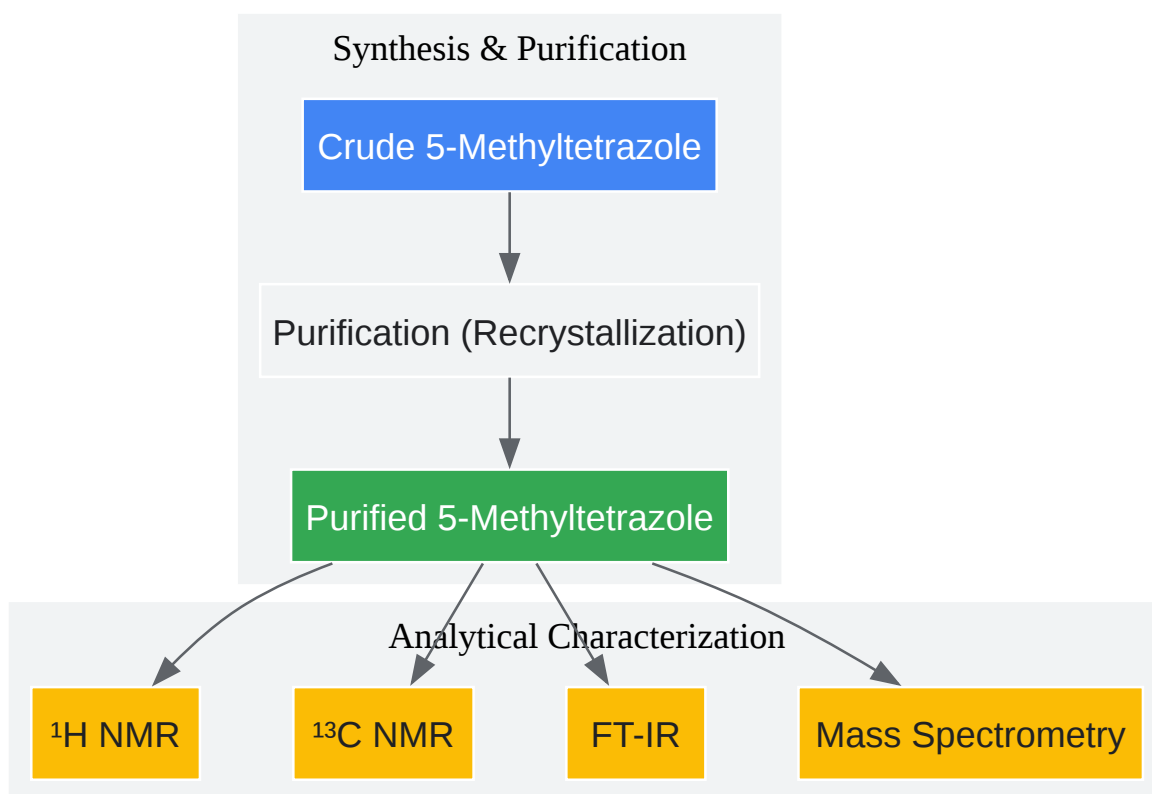 Synthesis & Purification
Crude 5-Methyltetrazole
Purification (Recrystallization)
Purified 5-Methyltetrazole
Analytical Characterization
¹H NMR
¹³C NMR
FT-IR
Mass Spectrometry